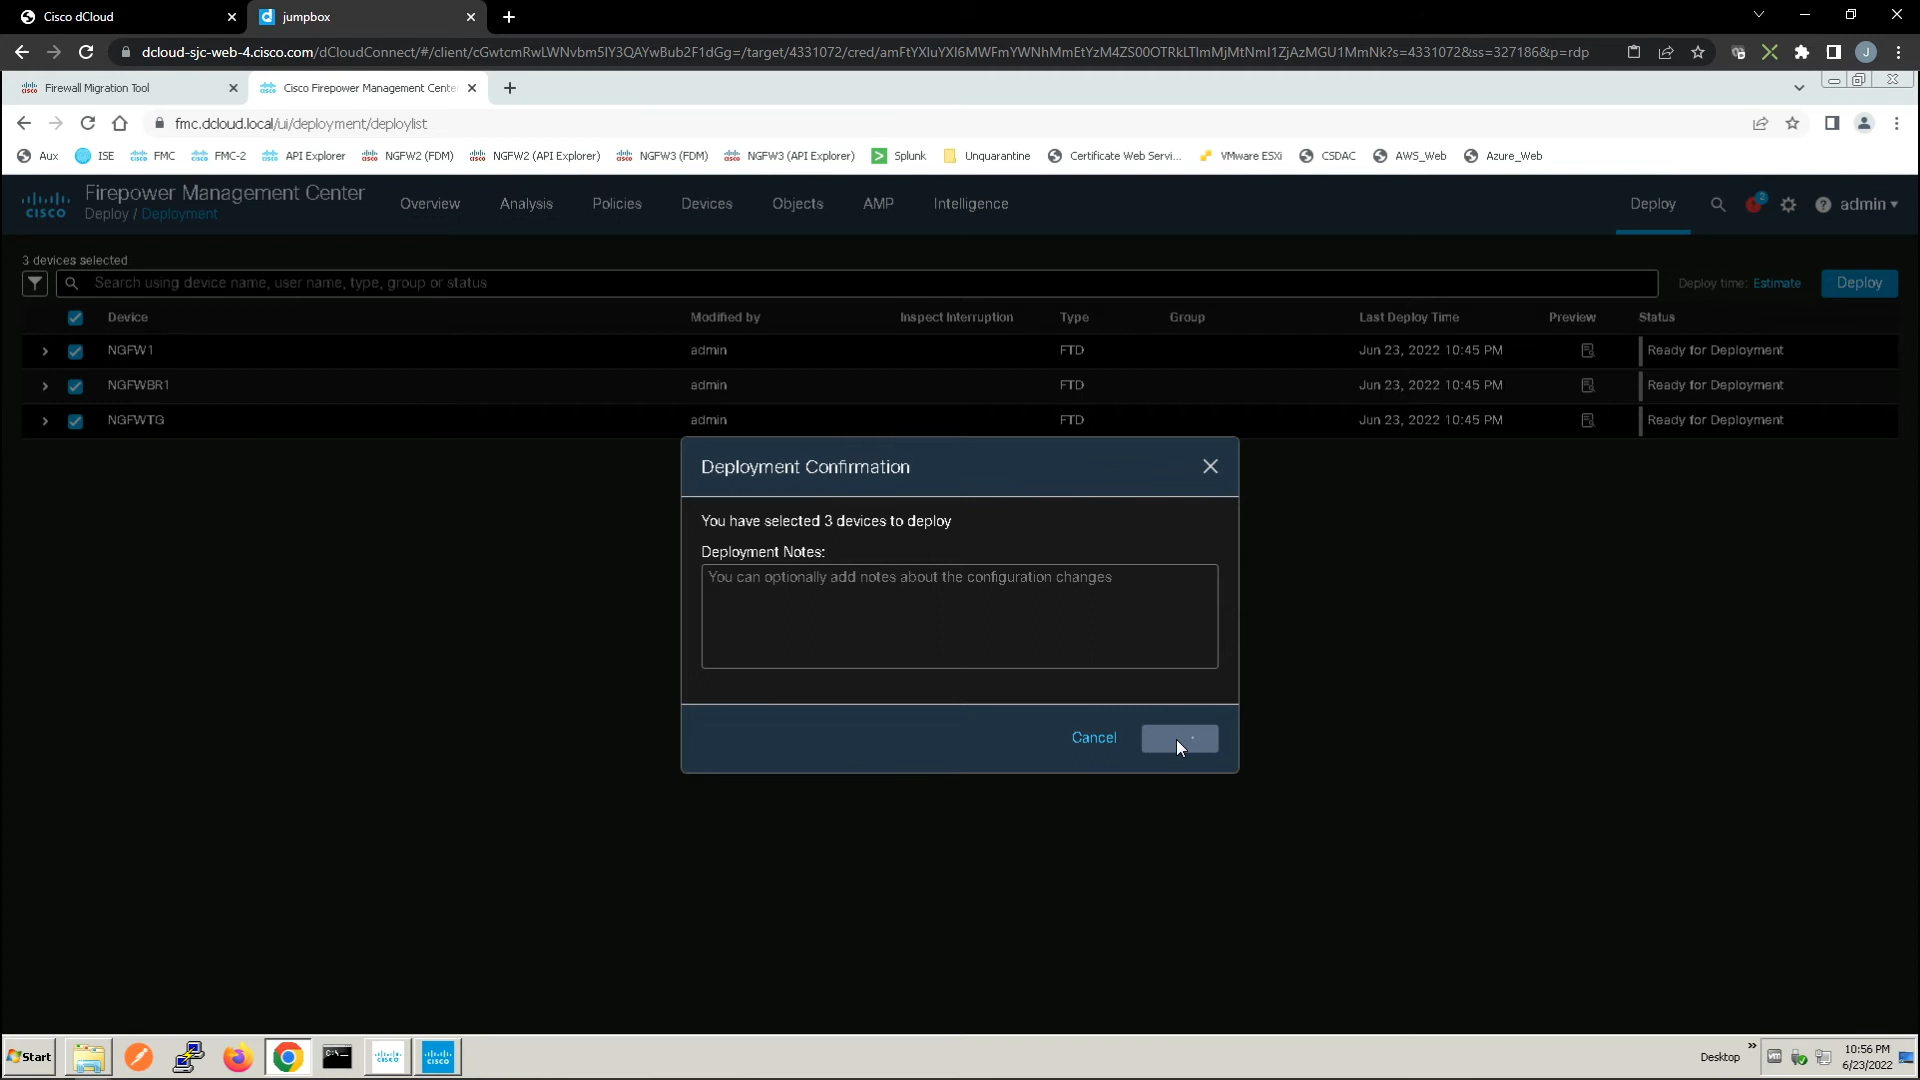 Cisco dCloud
jumpbox
dcloud-sjc-web-4.cisco.com/dCloudConnect/#/client/cGwtcmRwLWNvbm5lY3QAYwBub2F1dGg=/target/4331072/cred/amFtYXIuYXI6MWFmYWNhMmEtYzM4ZS00OTRkLTlmMjMtNmI1ZjAzMGU1MmNk?s=4331072&ss=327186&p=rdp
J
Firewall Migration Tool
Cisco Firepower Management Cente
fmc.dcloud.local/ui/deployment/deploylist
Aux ISE FMC FMC-2 API Explorer NGFW2 (FDM) NGFW2 (API Explorer) NGFW3 (FDM) NGFW3 (API Explorer) Splunk Unquarantine Certificate Web Servi... VMware ESXi CSDAC AWS_Web Azure_Web
CISCO
Firepower Management Center
Deploy / Deployment
Overview Analysis Policies Devices Objects AMP Intelligence Deploy 2 admin
3 devices selected
Search using device name, user name, type, group or status
Deploy time: Estimate Deploy
Device Modified by Inspect Interruption Type Group Last Deploy Time Preview Status
NGFW1 admin FTD Jun 23, 2022 10:45 PM Ready for Deployment
NGFWBR1 admin FTD Jun 23, 2022 10:45 PM Ready for Deployment
NGFWTG admin FTD Jun 23, 2022 10:45 PM Ready for Deployment
Deployment Confirmation
You have selected 3 devices to deploy
Deployment Notes:
You can optionally add notes about the configuration changes
Cancel
Start
CISCO
CISCO
Desktop
10:56 PM
6/23/2022